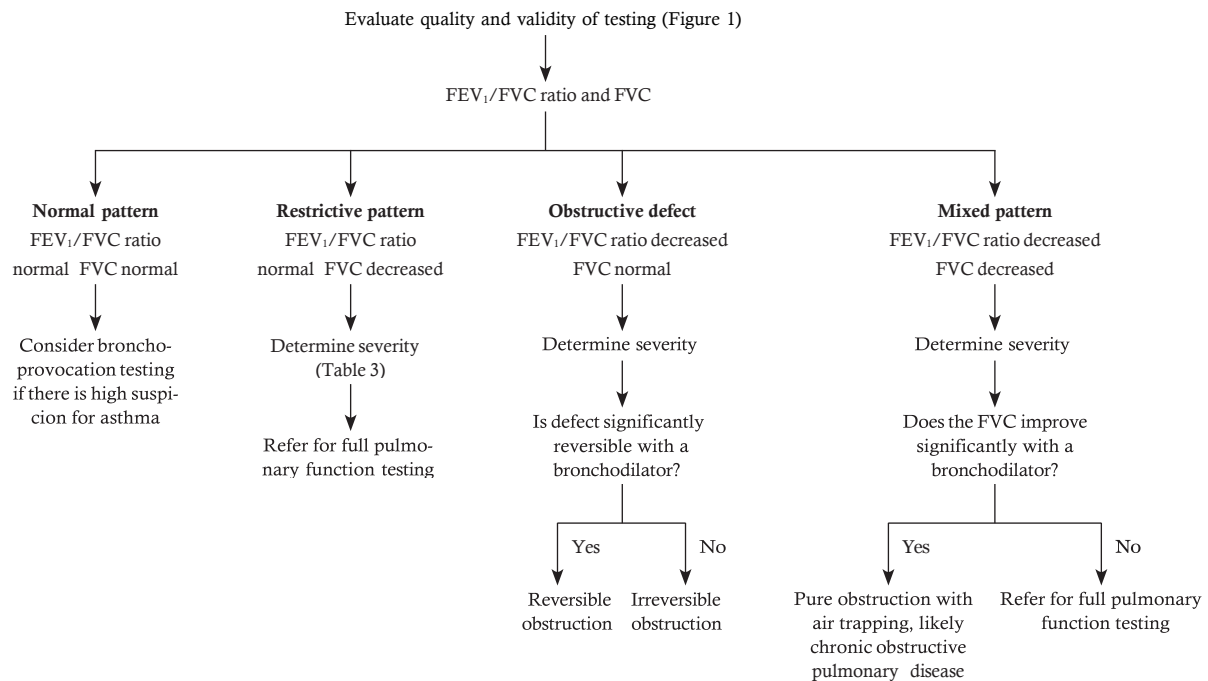 Evaluate quality and validity of testing (Figure 1)
FEV₁/FVC ratio and FVC
Normal pattern
FEV₁/FVC ratio
normal FVC normal
Consider broncho-
provocation testing
if there is high suspi-
cion for asthma
Restrictive pattern
FEV₁/FVC ratio
normal FVC decreased
Determine severity
(Table 3)
Refer for full pulmo-
nary function testing
Obstructive defect
FEV₁/FVC ratio decreased
FVC normal
Determine severity
Is defect significantly
reversible with a
bronchodilator?
Yes
No
Reversible
obstruction
Irreversible
obstruction
Mixed pattern
FEV₁/FVC ratio decreased
FVC decreased
Determine severity
Does the FVC improve
significantly with a
bronchodilator?
Yes
No
Pure obstruction with
air trapping, likely
chronic obstructive
pulmonary disease
Refer for full pulmonary
function testing